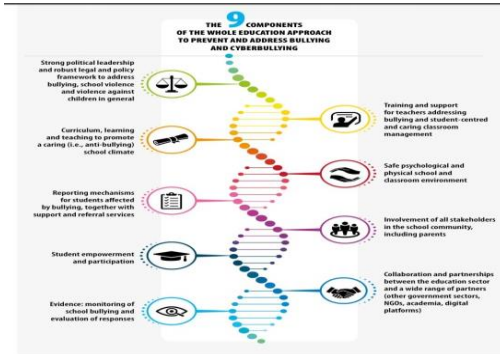 THE 9 COMPONENTS
OF THE WHOLE EDUCATION APPROACH
TO PREVENT AND ADDRESS BULLYING
AND CYBERBULLYING
Strong political leadership
and robust legal and policy
framework to address
bullying, school violence
and violence against
children in general
Training and support
for teachers addressing
bullying and student-centred
and caring classroom
management
Curriculum, learning
and teaching to promote
a caring (i.e., anti-bullying)
school climate
Safe psychological and
physical school and
classroom environment
Reporting mechanisms
for students affected
by bullying, together with
support and referral services
Involvement of all stakeholders
in the school community,
including parents
Student empowerment
and participation
Collaboration and partnerships
between the education sector
and a wide range of partners
(other government sectors,
NGOs, academia, digital
platforms)
Evidence: monitoring of
school bullying and
evaluation of responses